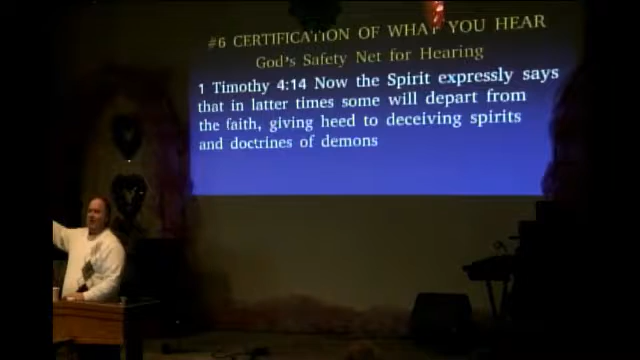 #6 CERTIFICATION OF WHAT YOU HEAR
God's Safety Net for Hearing
1 Timothy 4:14 Now the Spirit expressly says
that in latter times some will depart from
the faith, giving heed to deceiving spirits
and doctrines of demons